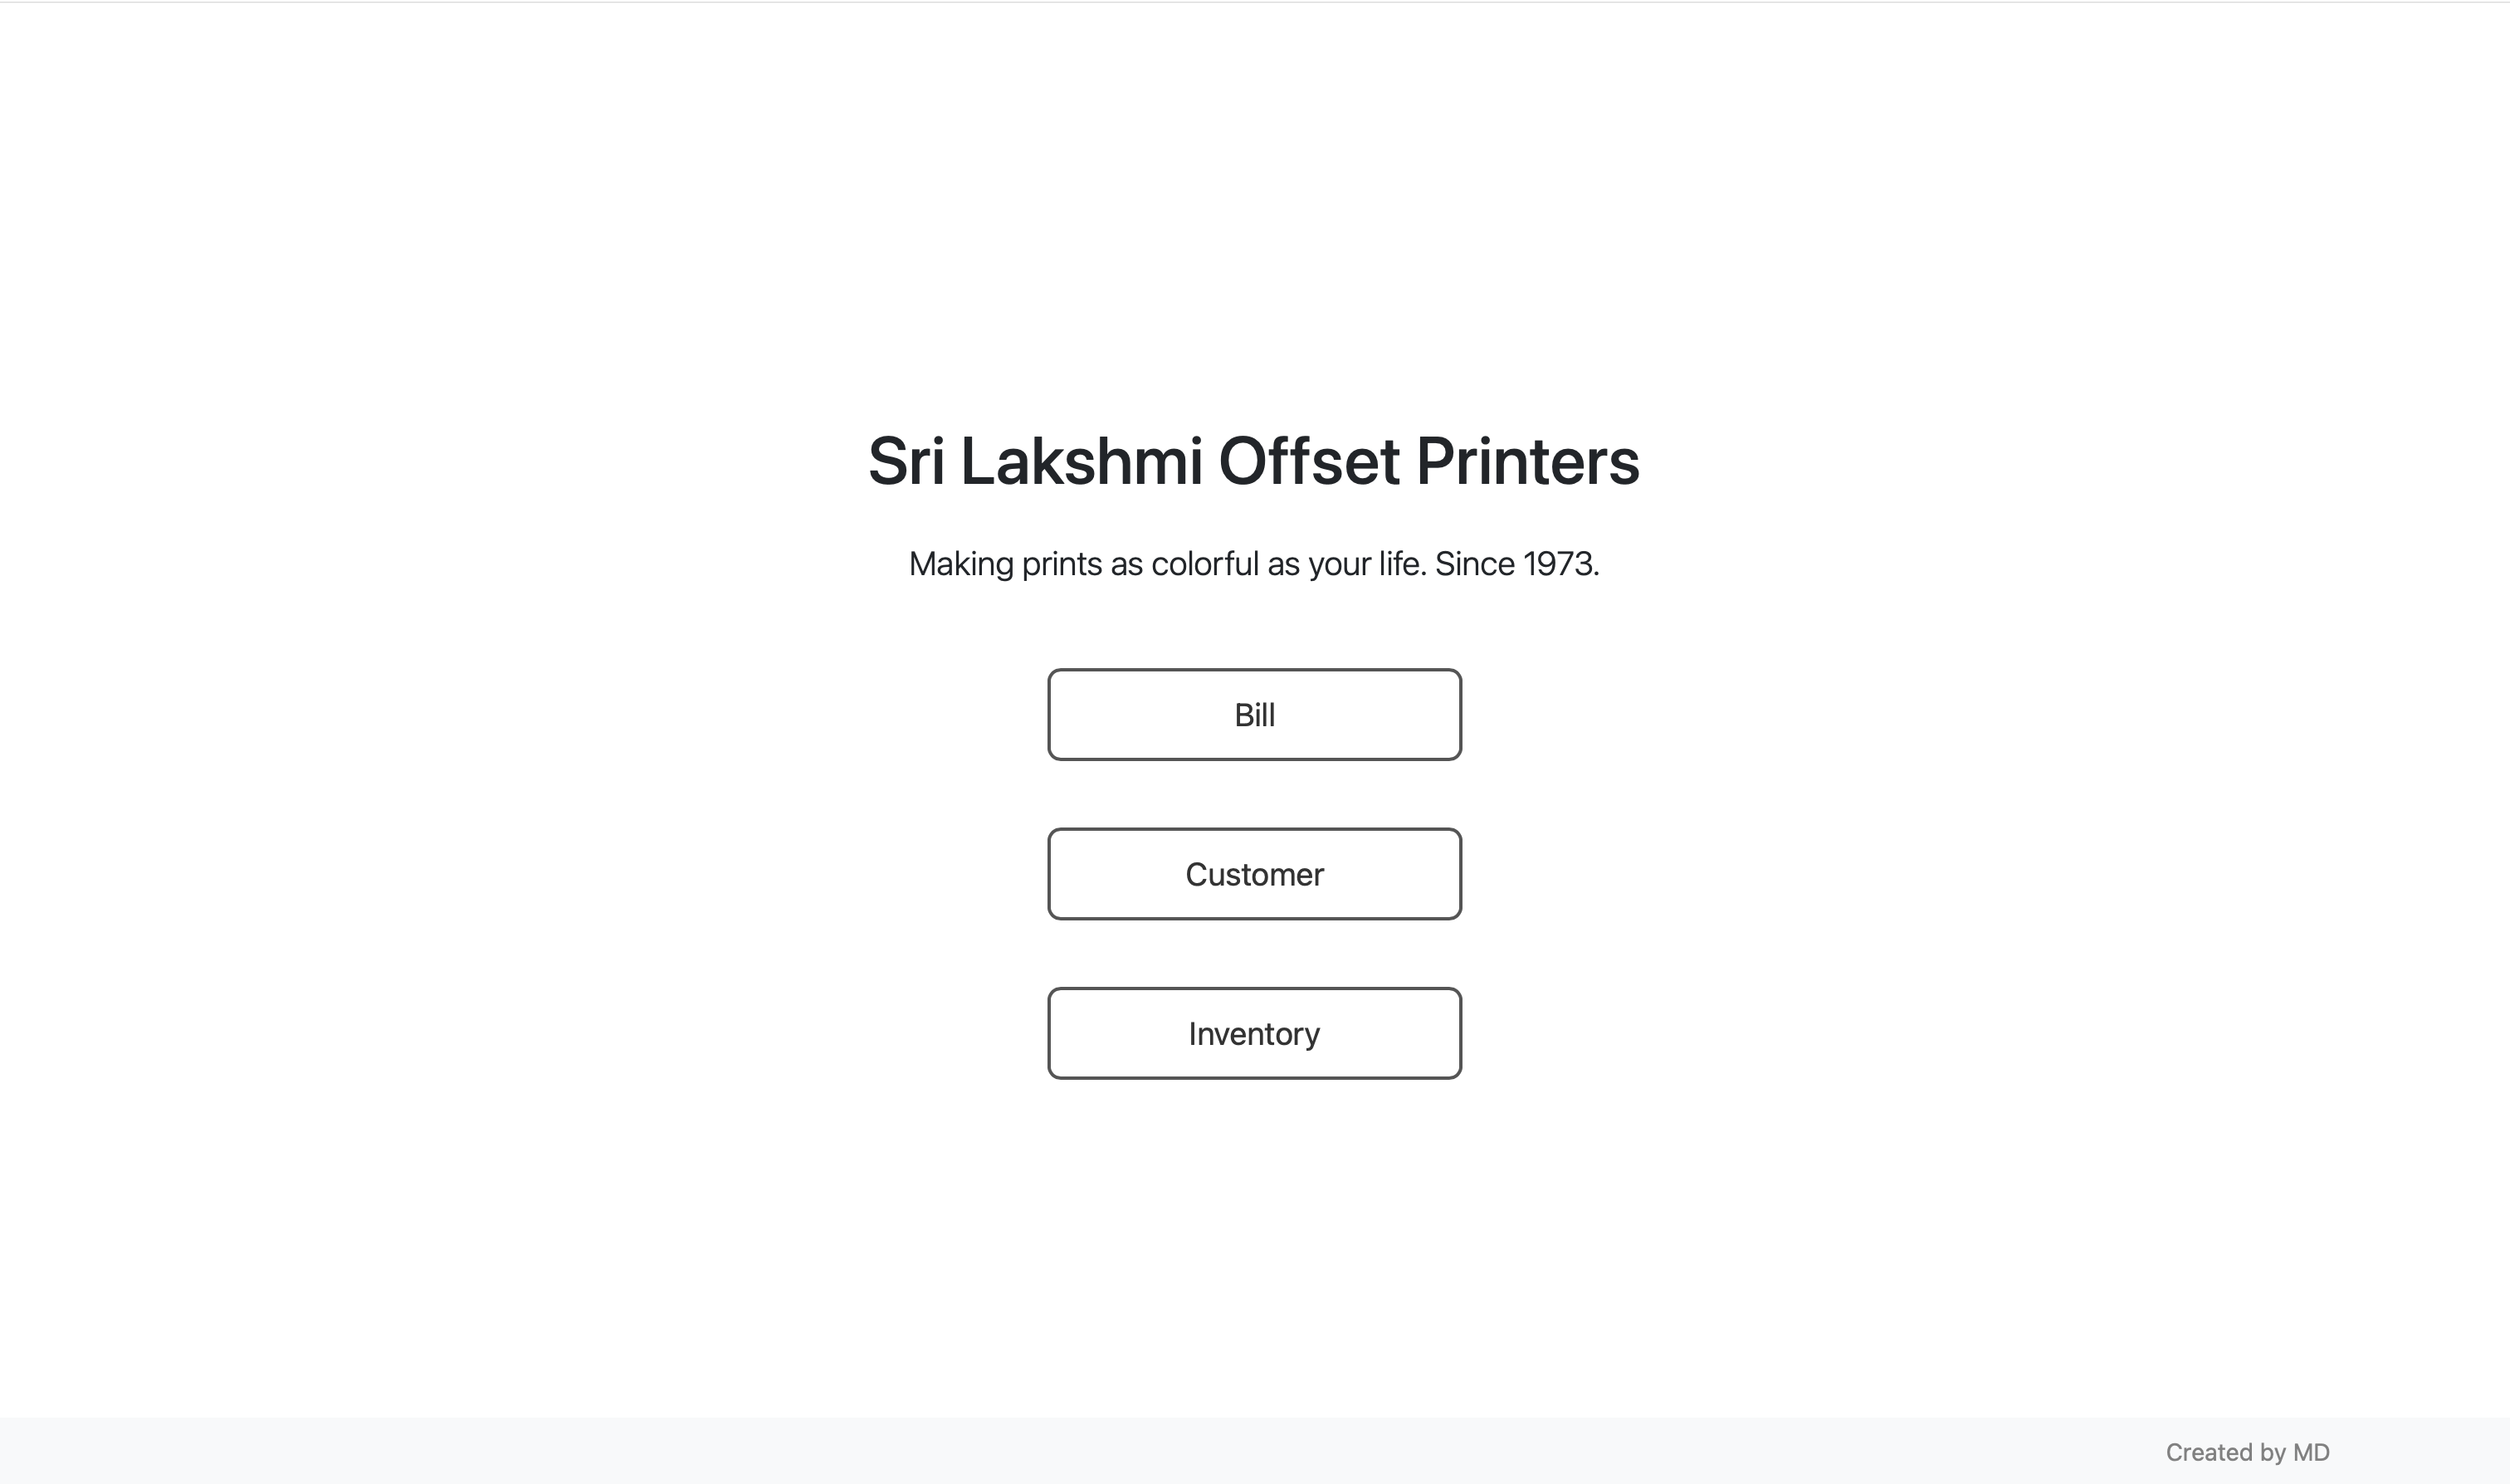 Sri Lakshmi Offset Printers
Making prints as colorful as your life. Since 1973.
Bill
Customer
Inventory
Created by MD